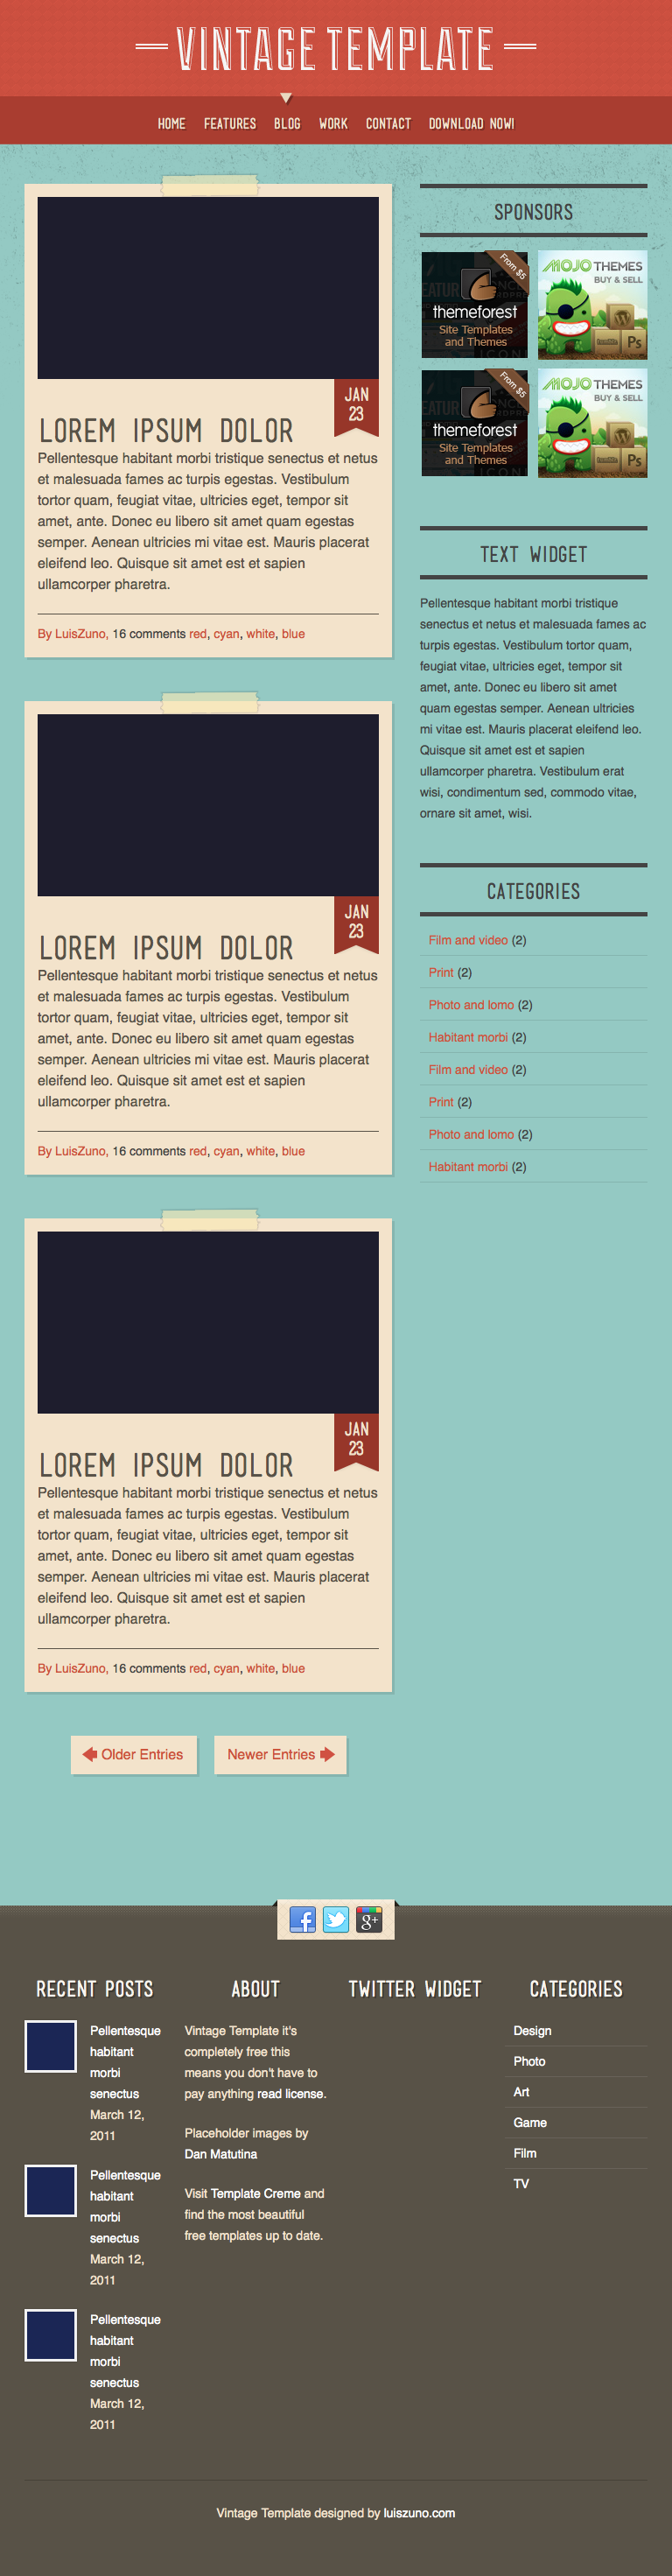 VINTAGE TEMPLATE
HOME FEATURES BLOG WORK CONTACT DOWNLOAD NOW!
JAN
23
LOREM IPSUM DOLOR
Pellentesque habitant morbi tristique senectus et netus
et malesuada fames ac turpis egestas. Vestibulum
tortor quam, feugiat vitae, ultricies eget, tempor sit
amet, ante. Donec eu libero sit amet quam egestas
semper. Aenean ultricies mi vitae est. Mauris placerat
eleifend leo. Quisque sit amet est et sapien
ullamcorper pharetra.
By LuisZuno, 16 comments red, cyan, white, blue
JAN
23
LOREM IPSUM DOLOR
Pellentesque habitant morbi tristique senectus et netus
et malesuada fames ac turpis egestas. Vestibulum
tortor quam, feugiat vitae, ultricies eget, tempor sit
amet, ante. Donec eu libero sit amet quam egestas
semper. Aenean ultricies mi vitae est. Mauris placerat
eleifend leo. Quisque sit amet est et sapien
ullamcorper pharetra.
By LuisZuno, 16 comments red, cyan, white, blue
JAN
23
LOREM IPSUM DOLOR
Pellentesque habitant morbi tristique senectus et netus
et malesuada fames ac turpis egestas. Vestibulum
tortor quam, feugiat vitae, ultricies eget, tempor sit
amet, ante. Donec eu libero sit amet quam egestas
semper. Aenean ultricies mi vitae est. Mauris placerat
eleifend leo. Quisque sit amet est et sapien
ullamcorper pharetra.
By LuisZuno, 16 comments red, cyan, white, blue
Older Entries
Newer Entries
SPONSORS
From $5
themeforest
Site Templates
and Themes
MOJO THEMES
BUY & SELL
Ps
From $5
themeforest
Site Templates
and Themes
MOJO THEMES
BUY & SELL
Ps
TEXT WIDGET
Pellentesque habitant morbi tristique
senectus et netus et malesuada fames ac
turpis egestas. Vestibulum tortor quam,
feugiat vitae, ultricies eget, tempor sit
amet, ante. Donec eu libero sit amet
quam egestas semper. Aenean ultricies
mi vitae est. Mauris placerat eleifend leo.
Quisque sit amet est et sapien
ullamcorper pharetra. Vestibulum erat
wisi, condimentum sed, commodo vitae,
ornare sit amet, wisi.
CATEGORIES
Film and video (2)
Print (2)
Photo and lomo (2)
Habitant morbi (2)
Film and video (2)
Print (2)
Photo and lomo (2)
Habitant morbi (2)
f
g+
RECENT POSTS
Pellentesque
habitant
morbi
senectus
March 12,
2011
Pellentesque
habitant
morbi
senectus
March 12,
2011
Pellentesque
habitant
morbi
senectus
March 12,
2011
ABOUT
Vintage Template it's
completely free this
means you don't have to
pay anything read license.
Placeholder images by
Dan Matutina
Visit Template Creme and
find the most beautiful
free templates up to date.
TWITTER WIDGET
CATEGORIES
Design
Photo
Art
Game
Film
TV
Vintage Template designed by luiszuno.com